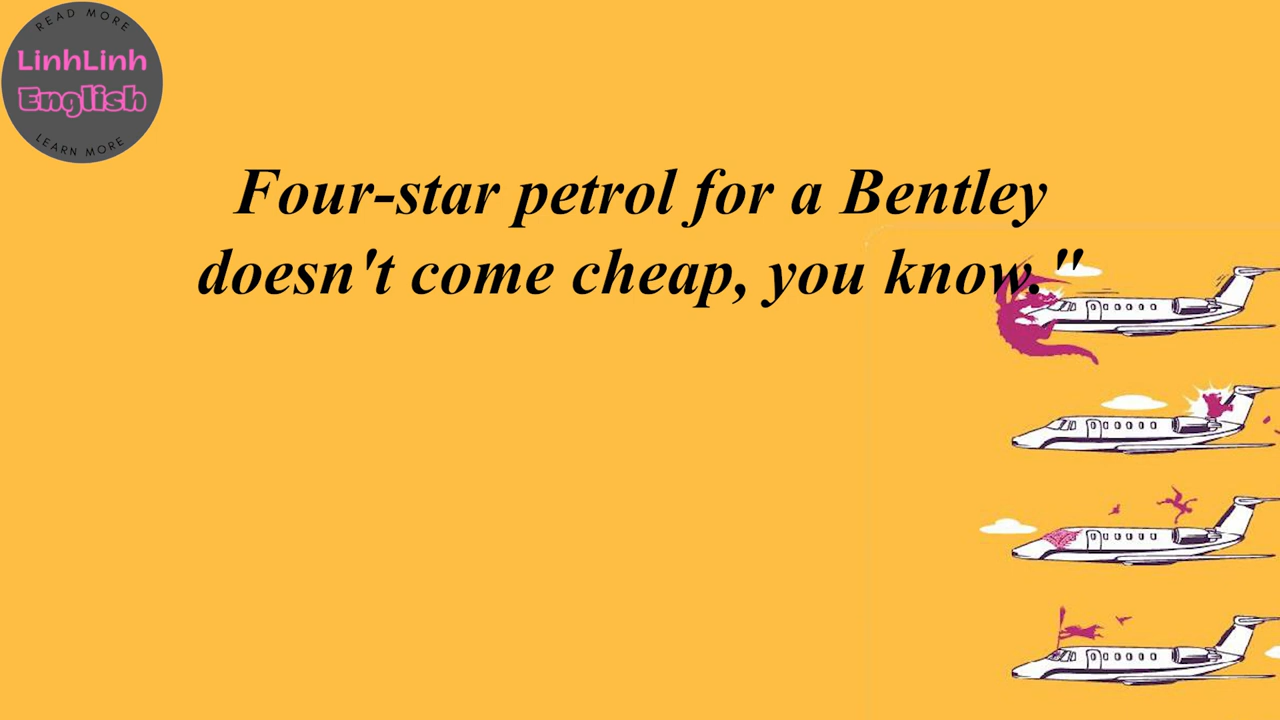 READ MORE
LinhLinh
English
LEARN MORE
Four-star petrol for a Bentley
doesn't come cheap, you know."